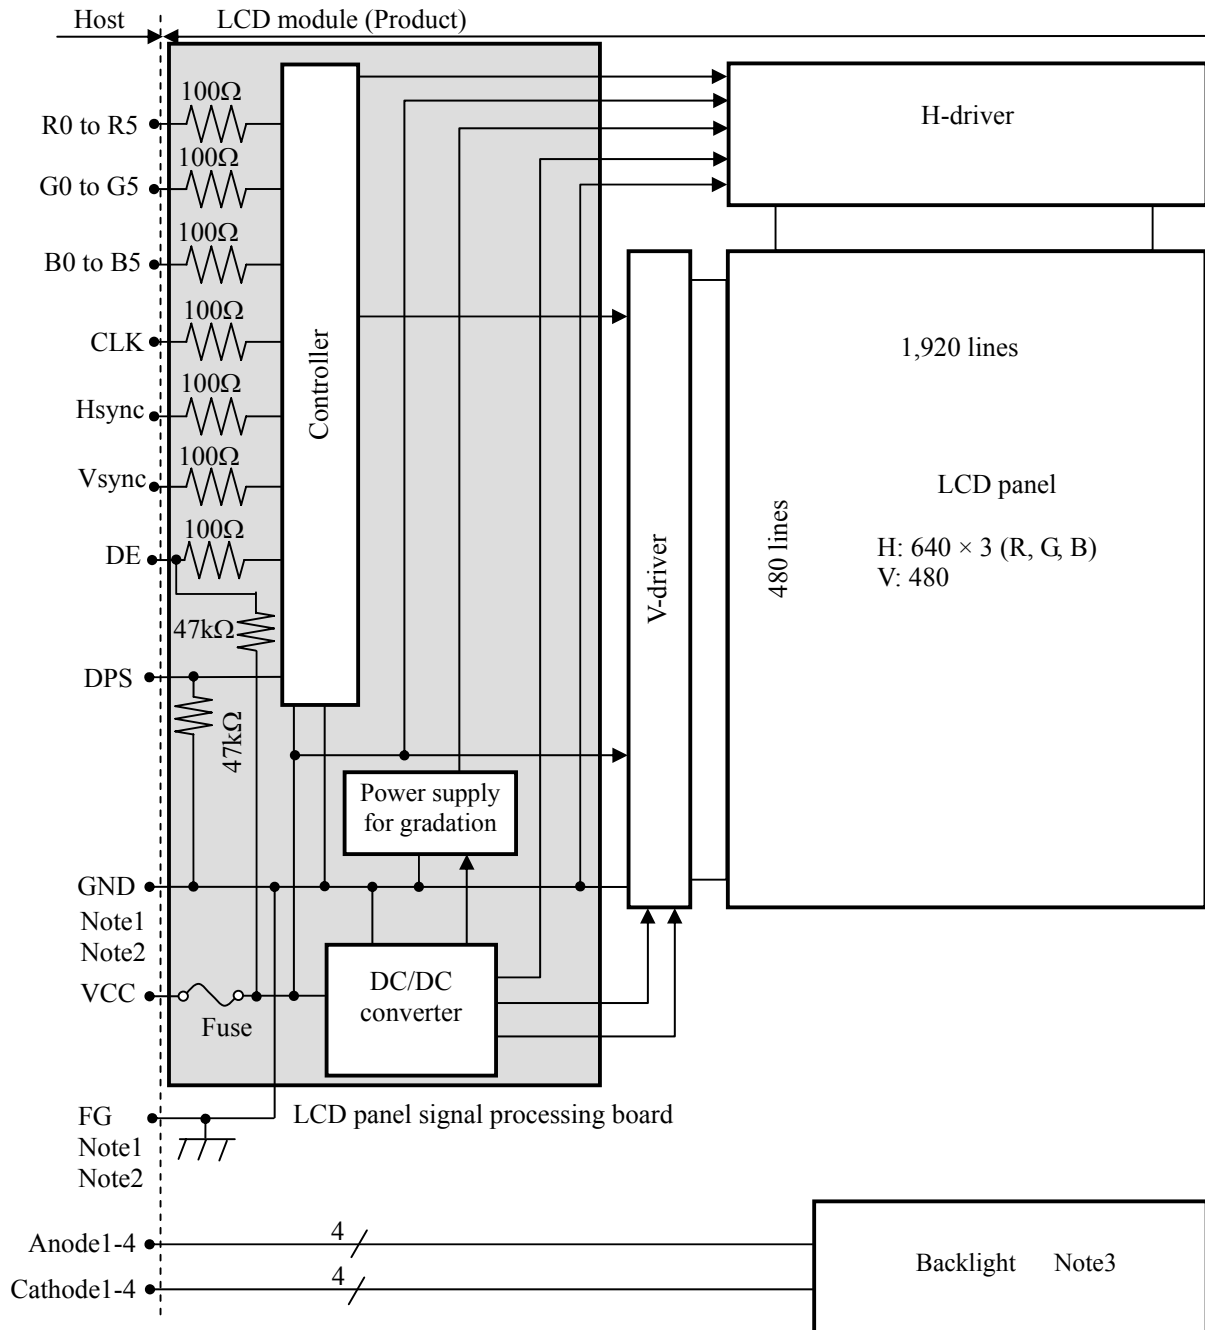 Host
LCD module (Product)
100Ω
R0 to R5
100Ω
G0 to G5
100Ω
B0 to B5
100Ω
CLK
100Ω
Hsync
100Ω
Vsync
100Ω
DE
47kΩ
DPS
47kΩ
Controller
H-driver
V-driver
1,920 lines
480 lines
LCD panel
H: 640 × 3 (R, G, B)
V: 480
Power supply
for gradation
GND
Note1
Note2
VCC
Fuse
DC/DC
converter
FG
Note1
Note2
LCD panel signal processing board
Anode1-4
4
Cathode1-4
4
Backlight Note3